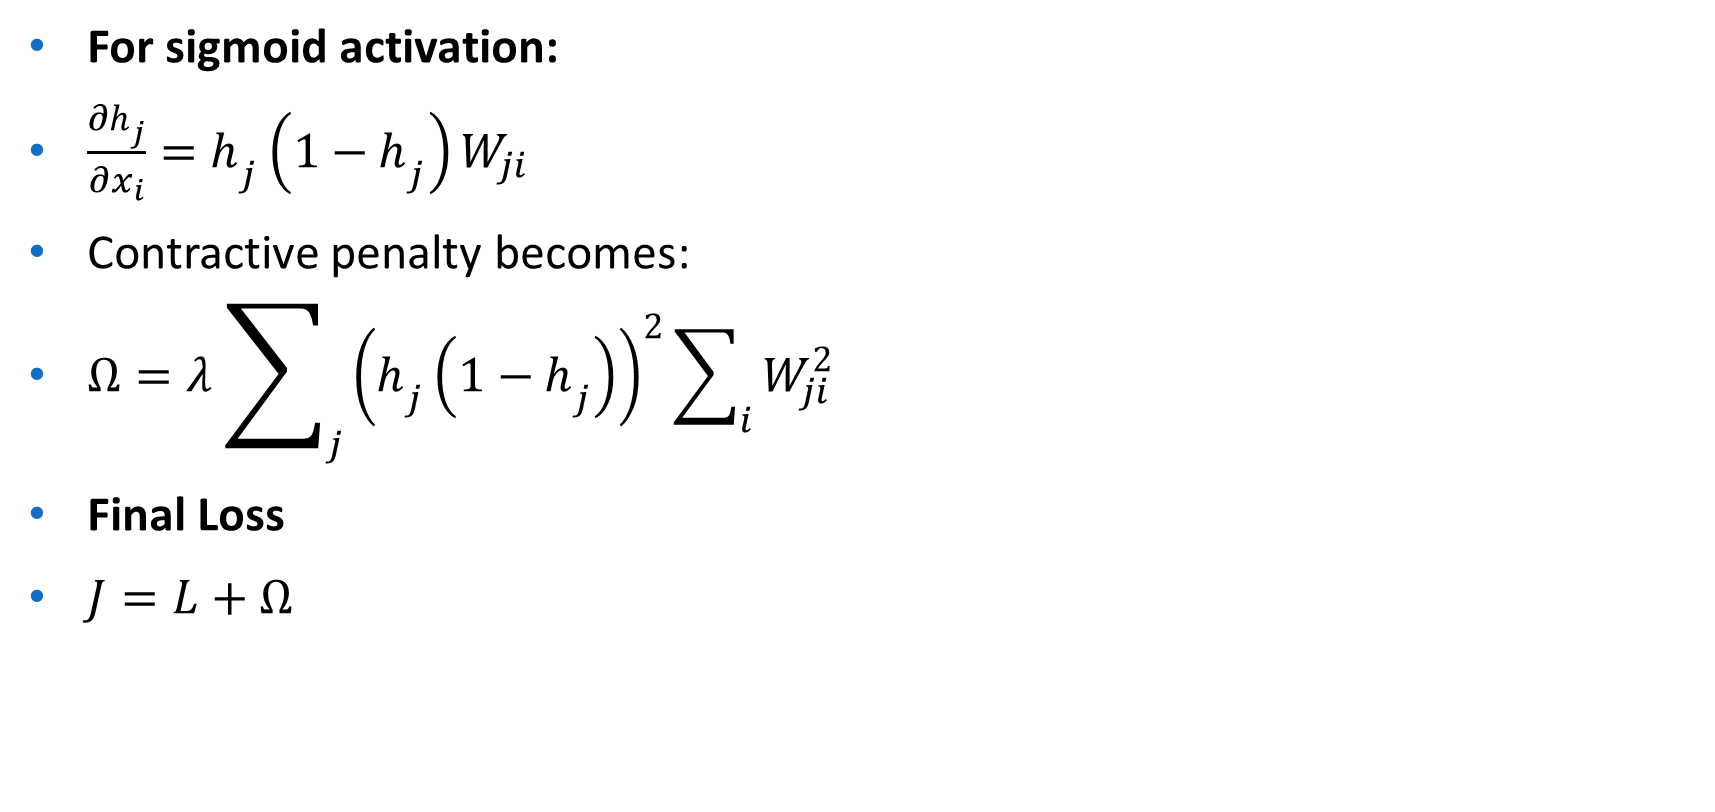 • For sigmoid activation:
• ∂h_j/∂x_i = h_j (1 − h_j) W_ji
• Contractive penalty becomes:
• Ω = λ ∑_j (h_j (1 − h_j))^2 ∑_i W_ji^2
• Final Loss
• J = L + Ω